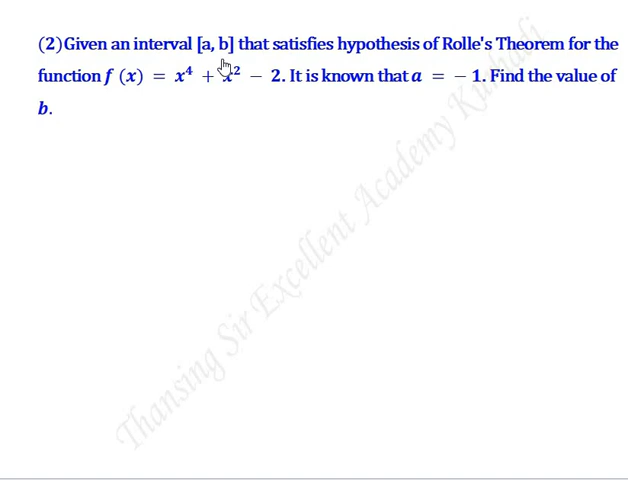 (2)Given an interval [a, b] that satisfies hypothesis of Rolle's Theorem for the
function f (x) = x⁴ + x² − 2. It is known that a = − 1. Find the value of
b.
Thansing Sir Excellent Academy Kurhadi